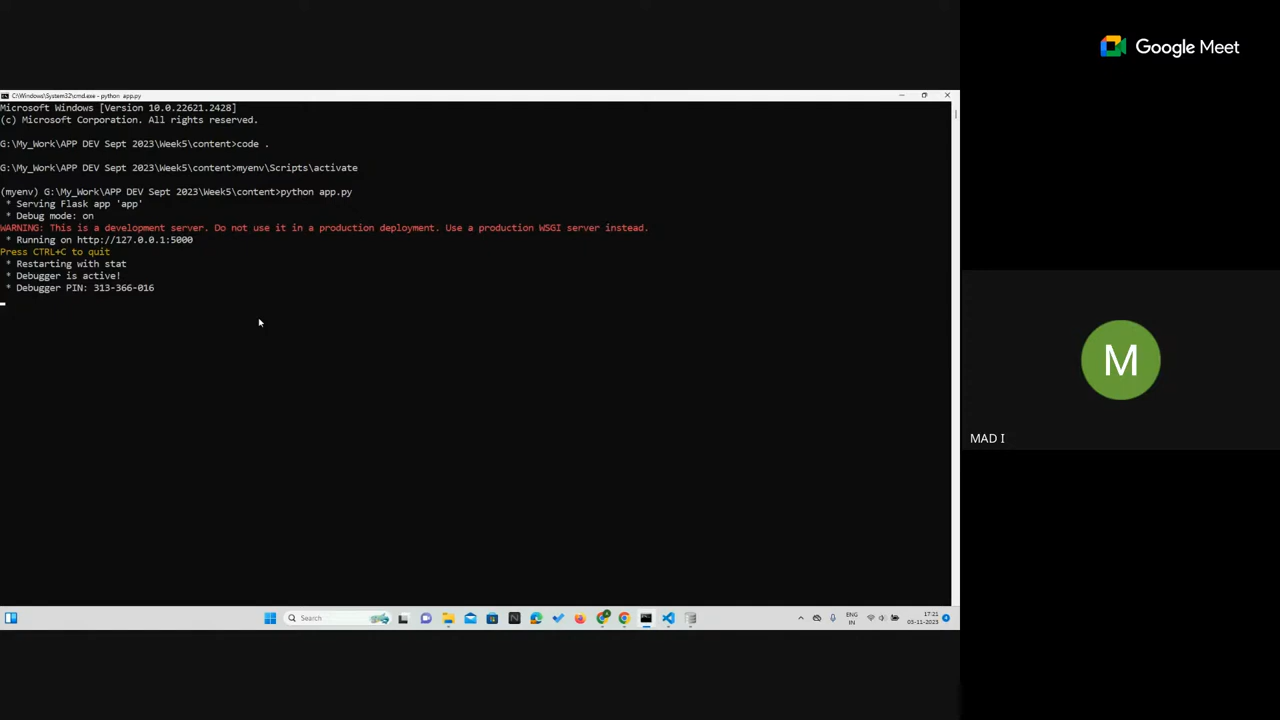 Google Meet
C:\Windows\System32\cmd.exe - python app.py
Microsoft Windows [Version 10.0.22621.2428]
(c) Microsoft Corporation. All rights reserved.
G:\My_Work\APP DEV Sept 2023\Week5\content>code .
G:\My_Work\APP DEV Sept 2023\Week5\content>myenv\Scripts\activate
(myenv) G:\My_Work\APP DEV Sept 2023\Week5\content>python app.py
* Serving Flask app 'app'
* Debug mode: on
WARNING: This is a development server. Do not use it in a production deployment. Use a production WSGI server instead.
* Running on http://127.0.0.1:5000
Press CTRL+C to quit
* Restarting with stat
* Debugger is active!
* Debugger PIN: 313-366-016
M
MAD I
Search
ENG
IN
17:21
03-11-2023